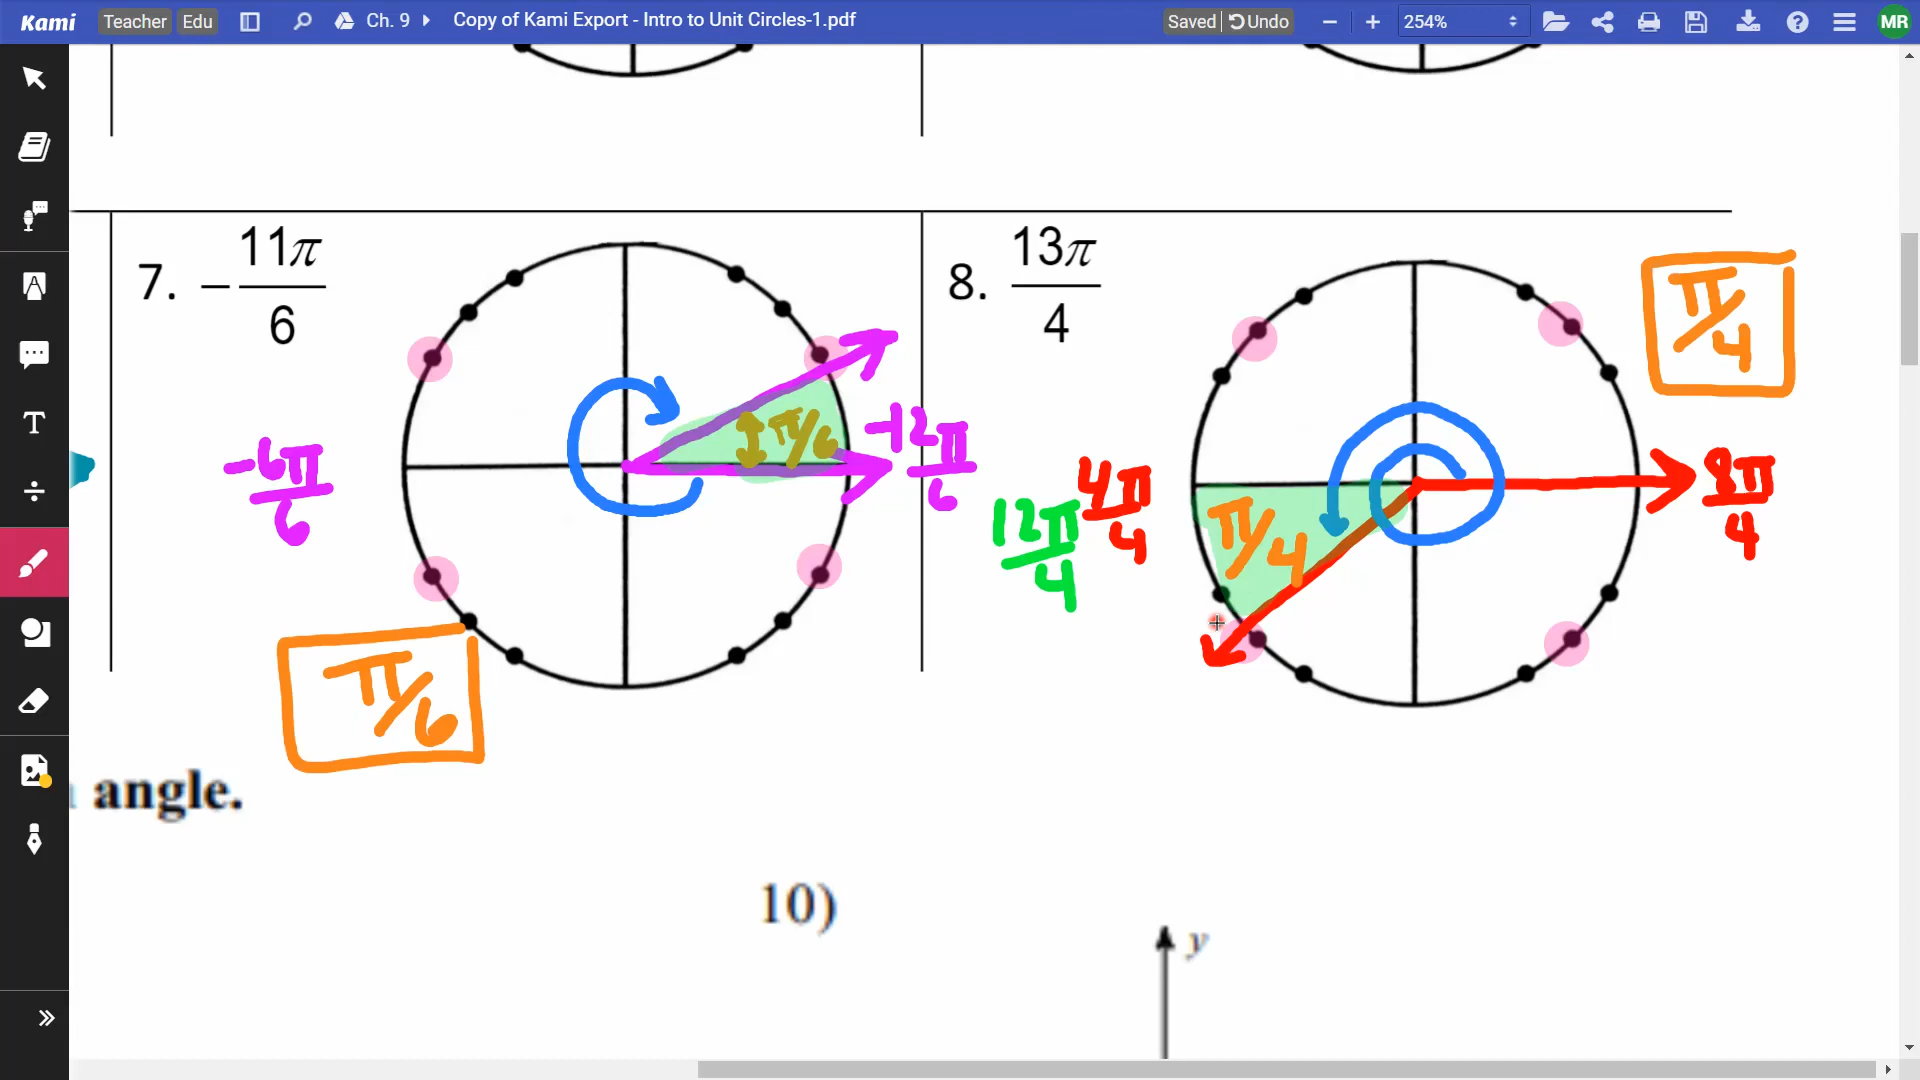 Kami Teacher Edu Ch. 9 Copy of Kami Export - Intro to Unit Circles-1.pdf Saved Undo 254% MR
7. −11π/6
8. 13π/4
π/4
-6π/6
π/6
-12π/6
12π/4
4π/4
π/4
8π/4
π/6
angle.
10)
y